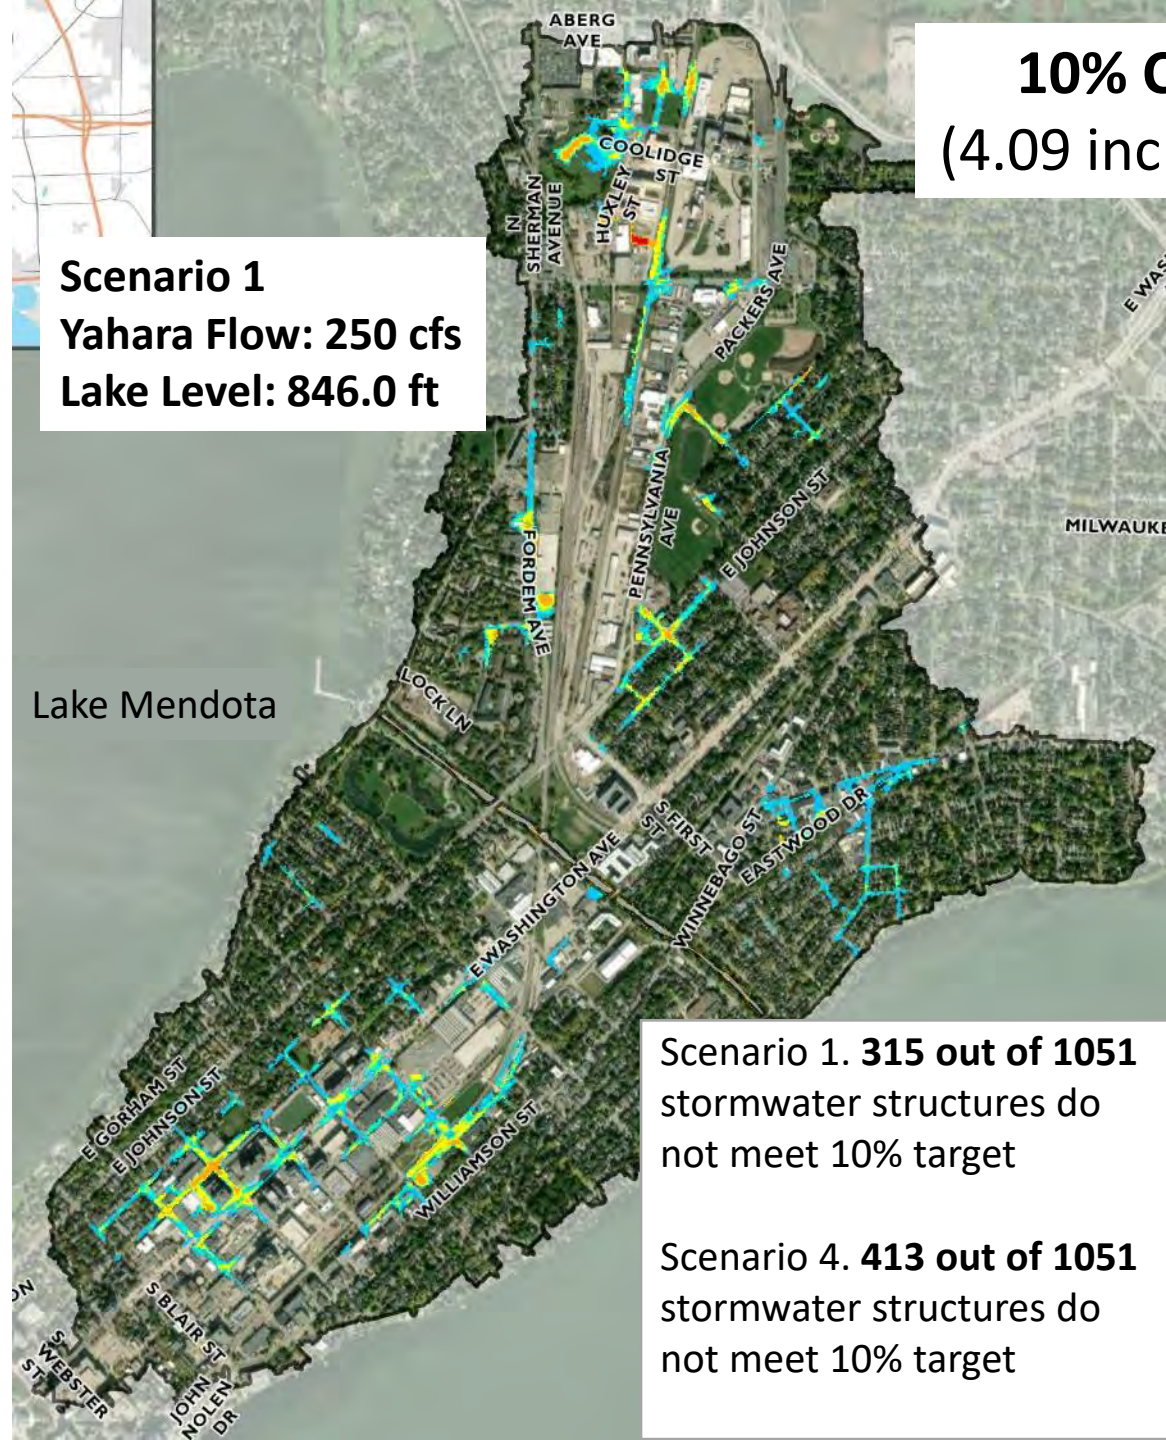 ABERG
AVE
10% C
(4.09 inc
COOLIDGE
ST
HUXLEY
ST
N
SHERMAN
AVENUE
Scenario 1
Yahara Flow: 250 cfs
Lake Level: 846.0 ft
PACKERS AVE
E WAS
PENNSYLVANIA
AVE
E JOHNSON ST
MILWAUKE
FORDEM AVE
LOCK LN
Lake Mendota
S FIRST
ST
WINNEBAGO ST
EASTWOOD DR
E WASHINGTON AVE
E GORHAM ST
E JOHNSON ST
WILLIAMSON ST
Scenario 1. 315 out of 1051
stormwater structures do
not meet 10% target
Scenario 4. 413 out of 1051
stormwater structures do
not meet 10% target
ON
S BLAIR ST
S
WEBSTER
ST
JOHN
NOLEN
DR